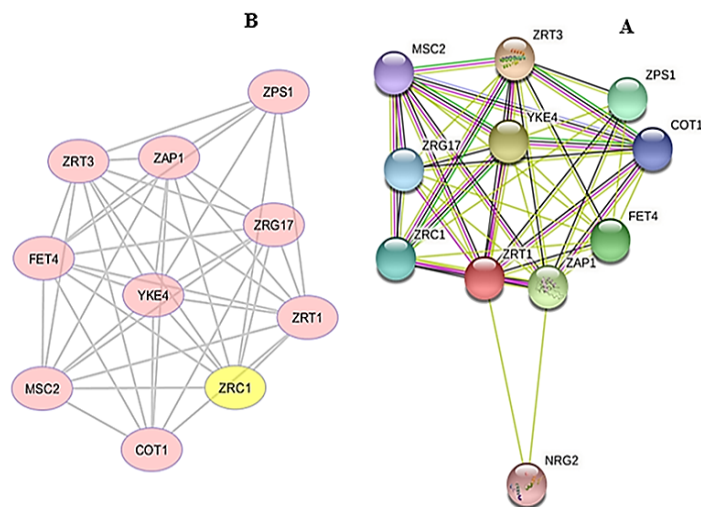 B
ZPS1
ZRT3
ZAP1
ZRG17
FET4
YKE4
ZRT1
MSC2
ZRC1
COT1
A
ZRT3
MSC2
ZPS1
YKE4
COT1
ZRG17
FET4
ZRC1
ZRT1
ZAP1
NRG2